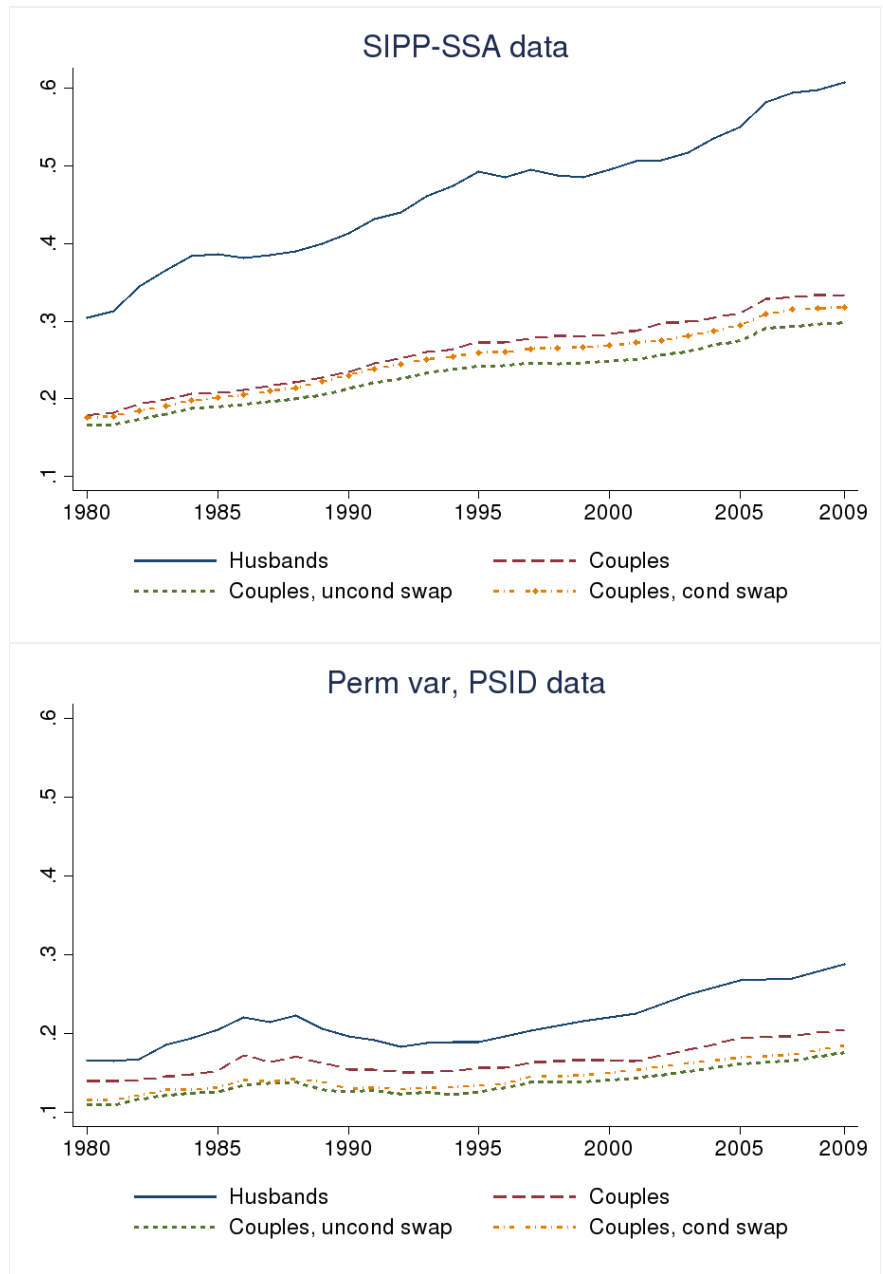 SIPP-SSA data
.6
.5
.4
.3
.2
.1
1980 1985 1990 1995 2000 2005 2009
Husbands Couples
Couples, uncond swap Couples, cond swap
Perm var, PSID data
.6
.5
.4
.3
.2
.1
1980 1985 1990 1995 2000 2005 2009
Husbands Couples
Couples, uncond swap Couples, cond swap